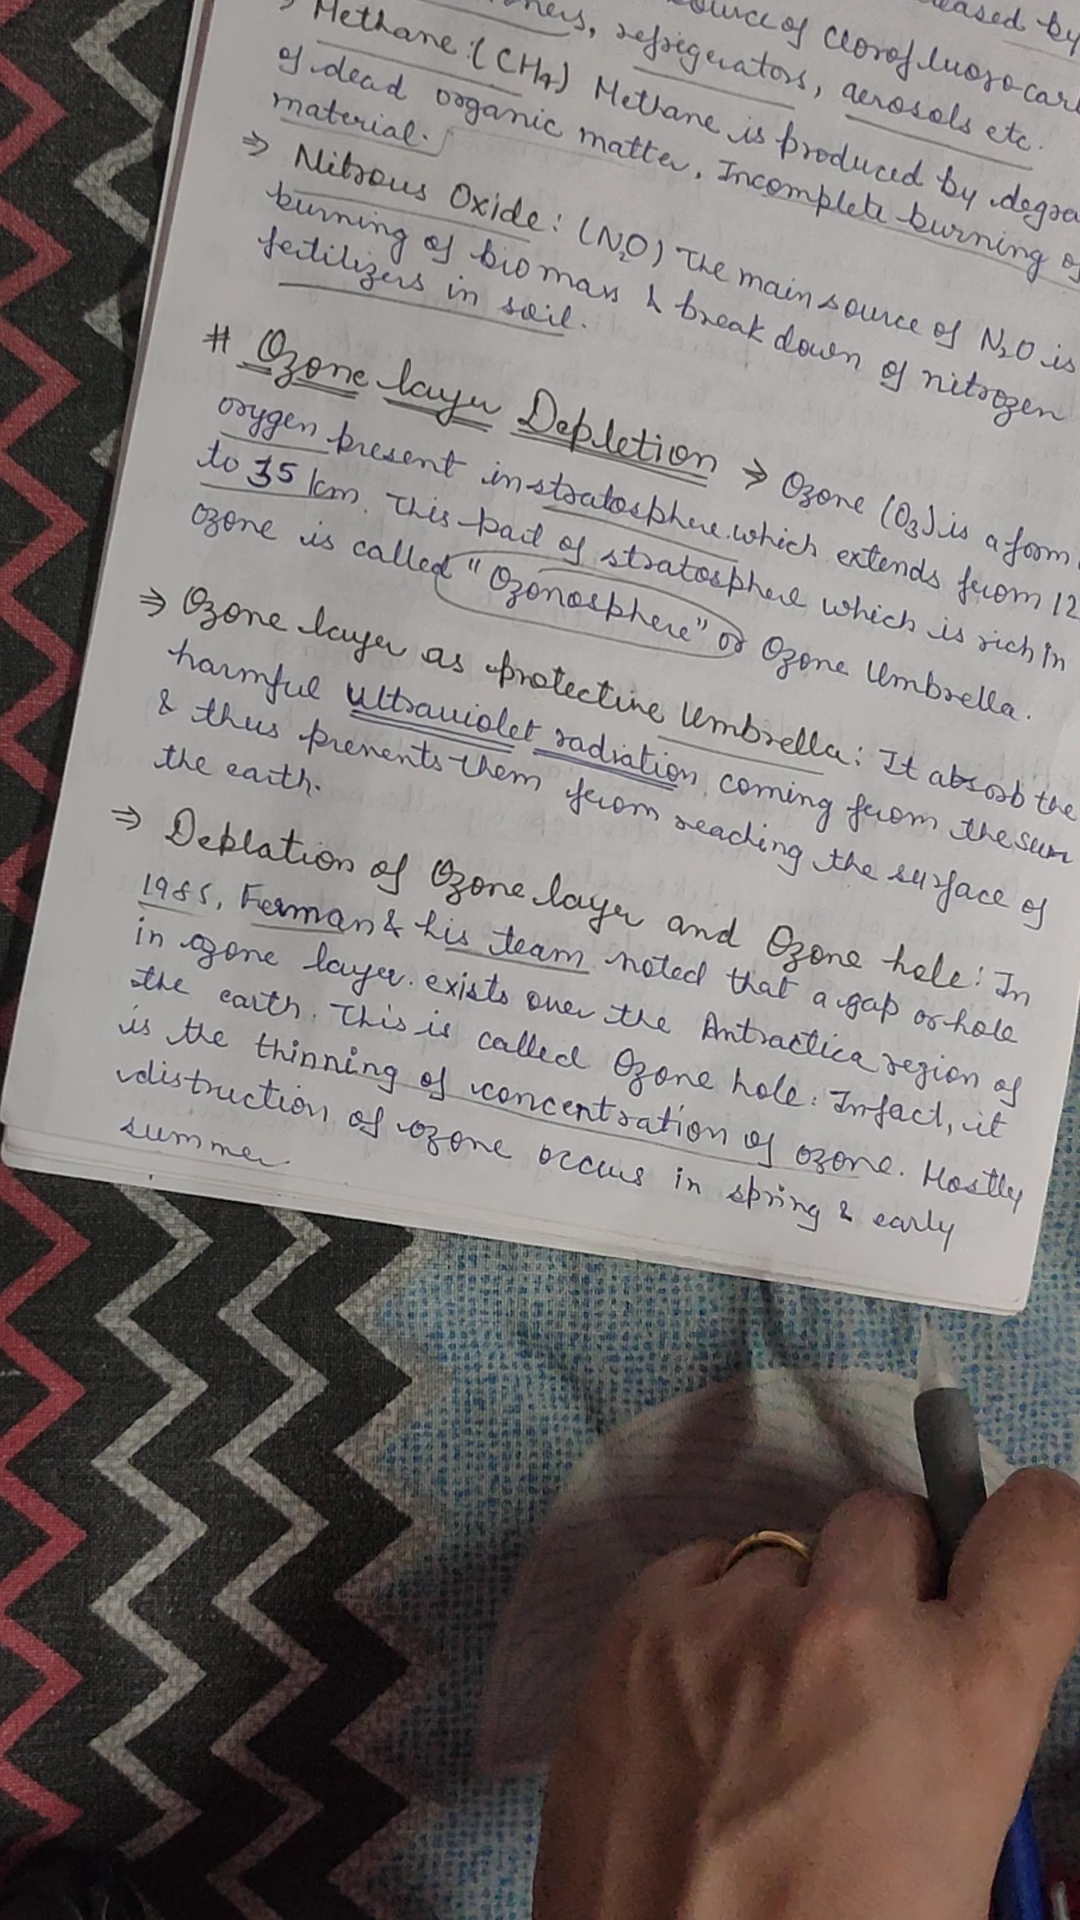 source of Clorofluoro-car
refrigerators, aerosols etc.
Methane: (CH4) Methane is produced by degra
of dead organic matter, Incomplete burning of
material.
⇒ Nitrous Oxide: (N2O) The main source of N2O is
burning of biomass & break down of nitrogen
fetilizers in soil.
# Ozone layer Depletion ⇒ Ozone (O3) is a form
oxygen present in stratosphere. which extends from 12
to 35 km. This part of stratosphere which is rich in
ozone is called "Ozonosphere" or Ozone Umbrella.
⇒ Ozone layer as protective Umbrella: It absorb the
harmful ultraviolet radiation coming from the sun
& thus prevents them from reaching the surface of
the earth.
⇒ Deplation of Ozone layer and Ozone hole: In
1985, Ferman & his team noted that a gap or hole
in ozone layer. exists over the Antractica region of
the earth. This is called Ozone hole. Infact, it
is the thinning of concentration of ozone. Mostly
distruction of ozone occurs in spring & early
summer.